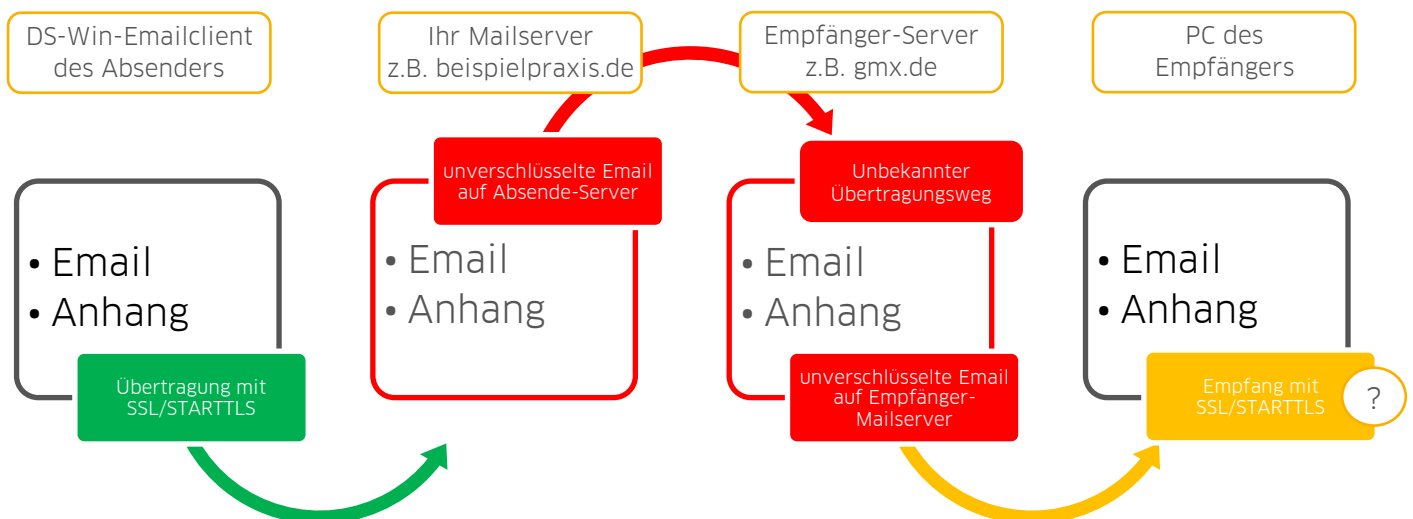 DS-Win-Emailclient
des Absenders
Ihr Mailserver
z.B. beispielpraxis.de
Empfänger-Server
z.B. gmx.de
PC des
Empfängers
unverschlüsselte Email
auf Absende-Server
Unbekannter
Übertragungsweg
• Email
• Anhang
• Email
• Anhang
• Email
• Anhang
• Email
• Anhang
Übertragung mit
SSL/STARTTLS
unverschlüsselte Email
auf Empfänger-
Mailserver
Empfang mit
SSL/STARTTLS
?